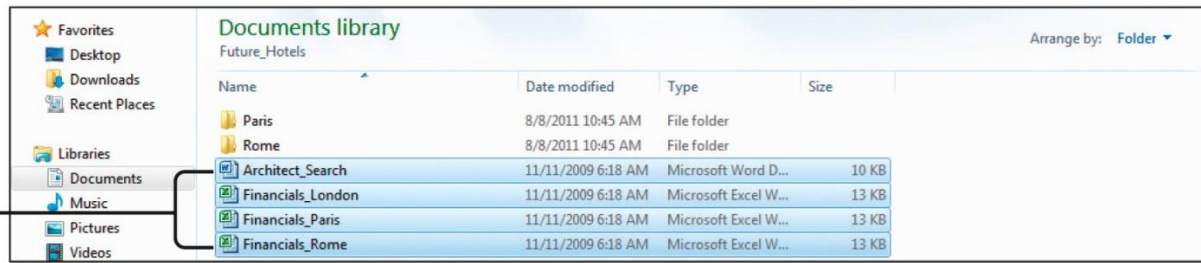 Favorites
Desktop
Downloads
Recent Places
Libraries
Documents
Music
Pictures
Videos
Documents library
Future_Hotels
Arrange by: Folder
Name Date modified Type Size
Paris 8/8/2011 10:45 AM File folder
Rome 8/8/2011 10:45 AM File folder
Architect_Search 11/11/2009 6:18 AM Microsoft Word D... 10 KB
Financials_London 11/11/2009 6:18 AM Microsoft Excel W... 13 KB
Financials_Paris 11/11/2009 6:18 AM Microsoft Excel W... 13 KB
Financials_Rome 11/11/2009 6:18 AM Microsoft Excel W... 13 KB